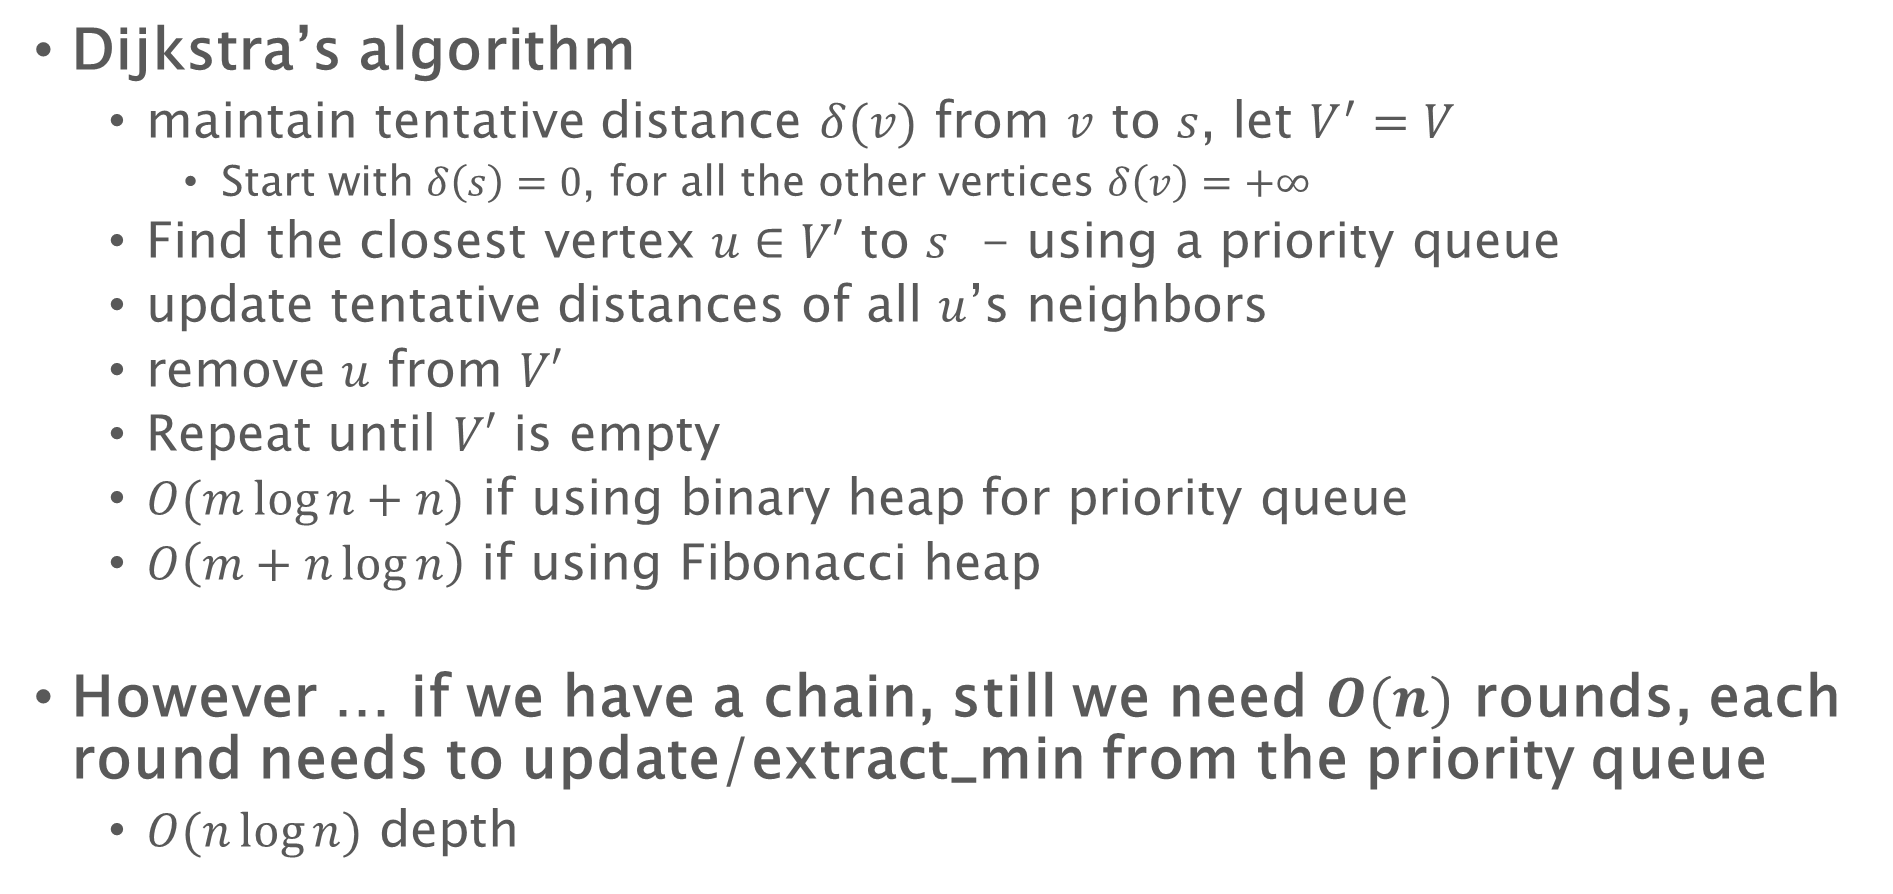 • Dijkstra’s algorithm
• maintain tentative distance δ(v) from v to s, let V′ = V
• Start with δ(s) = 0, for all the other vertices δ(v) = +∞
• Find the closest vertex u ∈ V′ to s – using a priority queue
• update tentative distances of all u’s neighbors
• remove u from V′
• Repeat until V′ is empty
• O(m log n + n) if using binary heap for priority queue
• O(m + n log n) if using Fibonacci heap
• However … if we have a chain, still we need O(n) rounds, each
round needs to update/extract_min from the priority queue
• O(n log n) depth